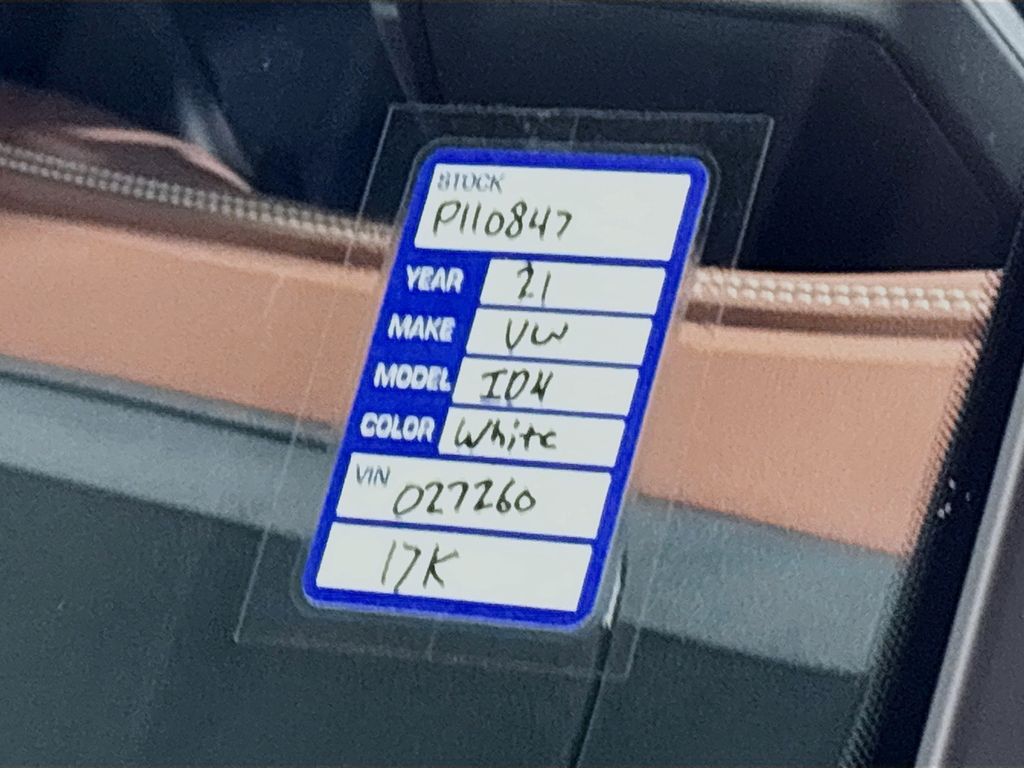 STOCK
P110847
YEAR 21
MAKE VW
MODEL ID4
COLOR White
VIN 027260
17K